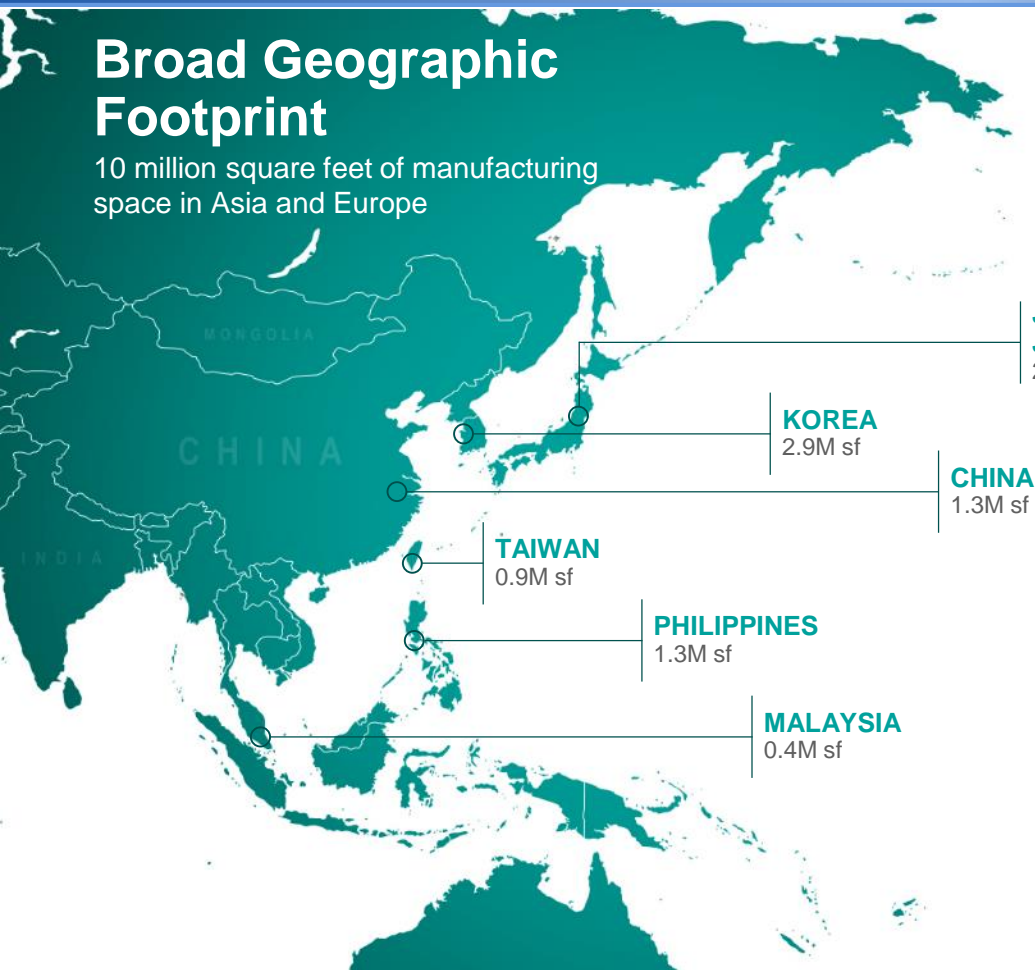 Broad Geographic
Footprint
10 million square feet of manufacturing
space in Asia and Europe
MONGOLIA
KOREA
2.9M sf
CHINA
CHINA
1.3M sf
INDIA
TAIWAN
0.9M sf
PHILIPPINES
1.3M sf
MALAYSIA
0.4M sf